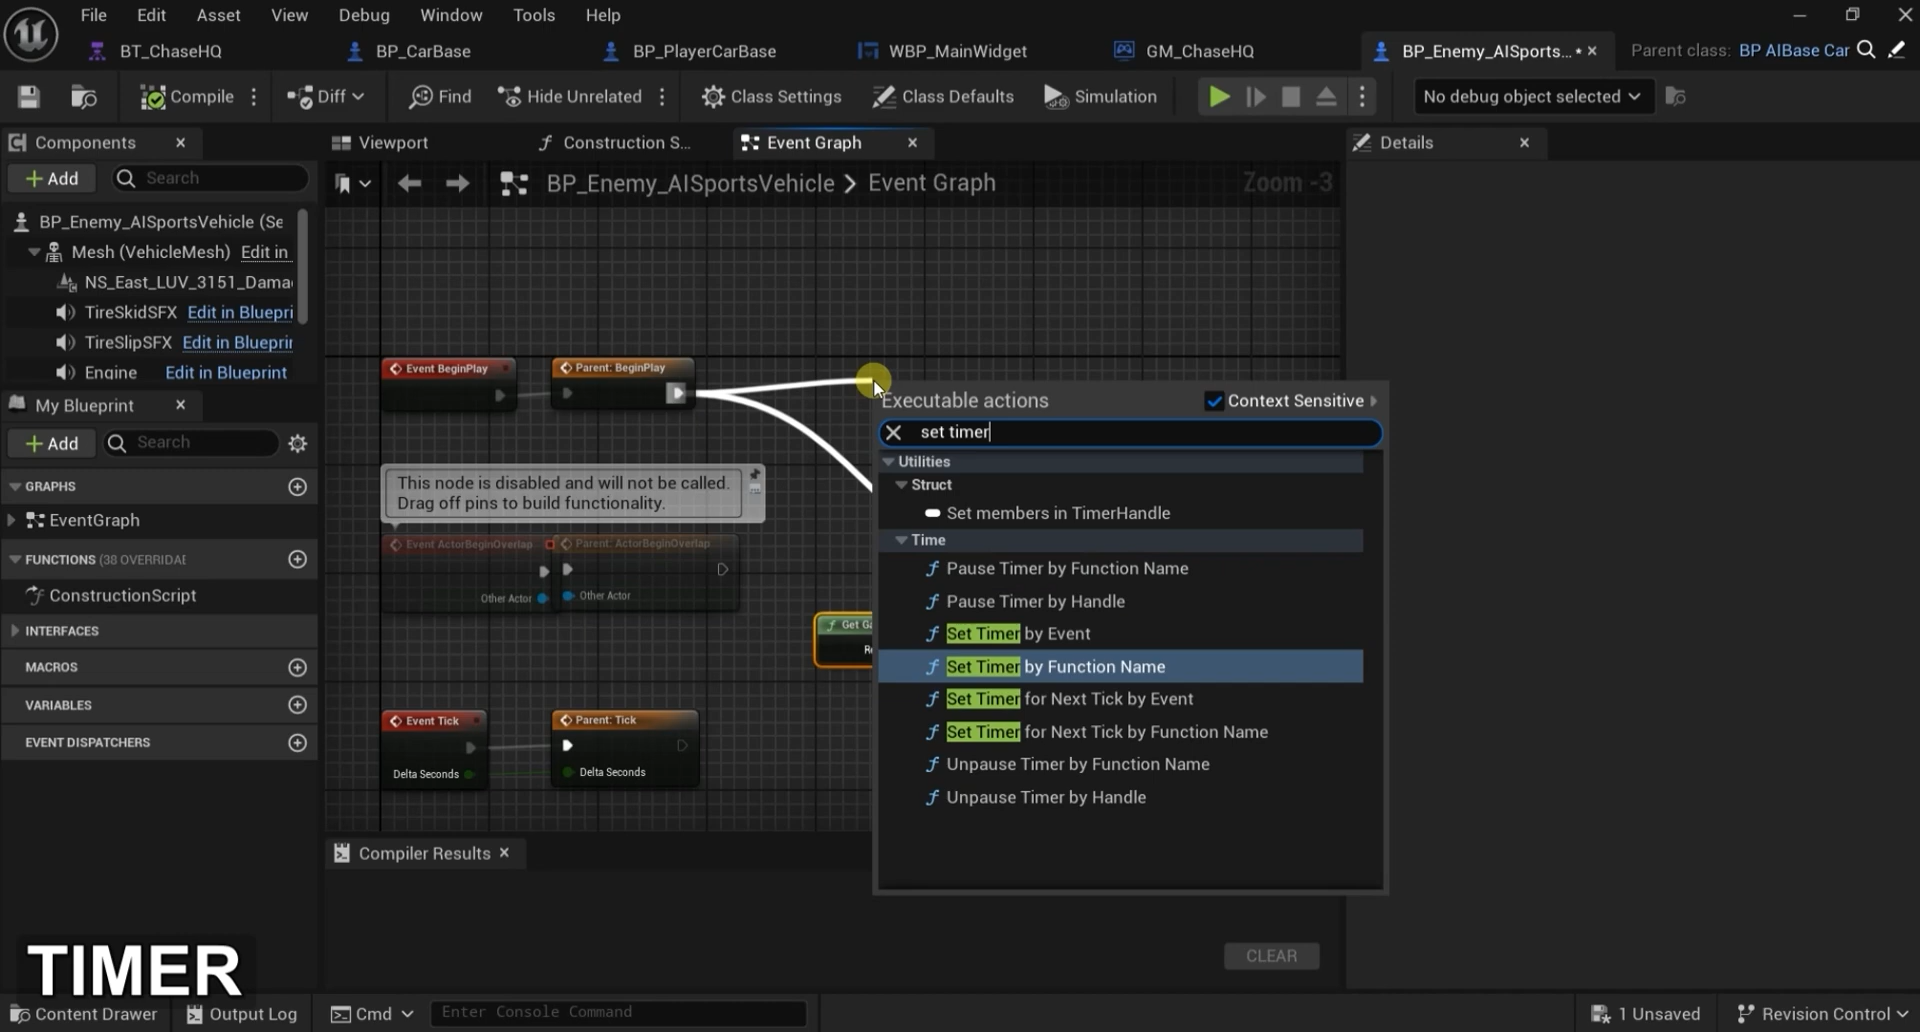 File Edit Asset View Debug Window Tools Help
BT_ChaseHQ BP_CarBase BP_PlayerCarBase WBP_MainWidget GM_ChaseHQ BP_Enemy_AISports... Parent class: BP AIBase Car
Compile Diff Find Hide Unrelated Class Settings Class Defaults Simulation No debug object selected
Components Viewport Construction S... Event Graph Details
Add Search BP_Enemy_AISportsVehicle > Event Graph Zoom -3
BP_Enemy_AISportsVehicle (Se
Mesh (VehicleMesh) Edit in
NS_East_LUV_3151_Damag
TireSkidSFX Edit in Bluepri
TireSlipSFX Edit in Blueprir
Engine Edit in Blueprint
My Blueprint
Add Search
GRAPHS
EventGraph
FUNCTIONS (38 OVERRIDAE
ConstructionScript
INTERFACES
MACROS
VARIABLES
EVENT DISPATCHERS
Event BeginPlay Parent: BeginPlay
This node is disabled and will not be called.
Drag off pins to build functionality.
Event ActorBeginOverlap Parent: ActorBeginOverlap
Other Actor Other Actor
Get Ga
Re
Event Tick Parent: Tick
Delta Seconds Delta Seconds
Executable actions Context Sensitive
set timer
Utilities
Struct
Set members in TimerHandle
Time
Pause Timer by Function Name
Pause Timer by Handle
Set Timer by Event
Set Timer by Function Name
Set Timer for Next Tick by Event
Set Timer for Next Tick by Function Name
Unpause Timer by Function Name
Unpause Timer by Handle
Compiler Results
CLEAR
TIMER
Content Drawer Output Log Cmd Enter Console Command 1 Unsaved Revision Control